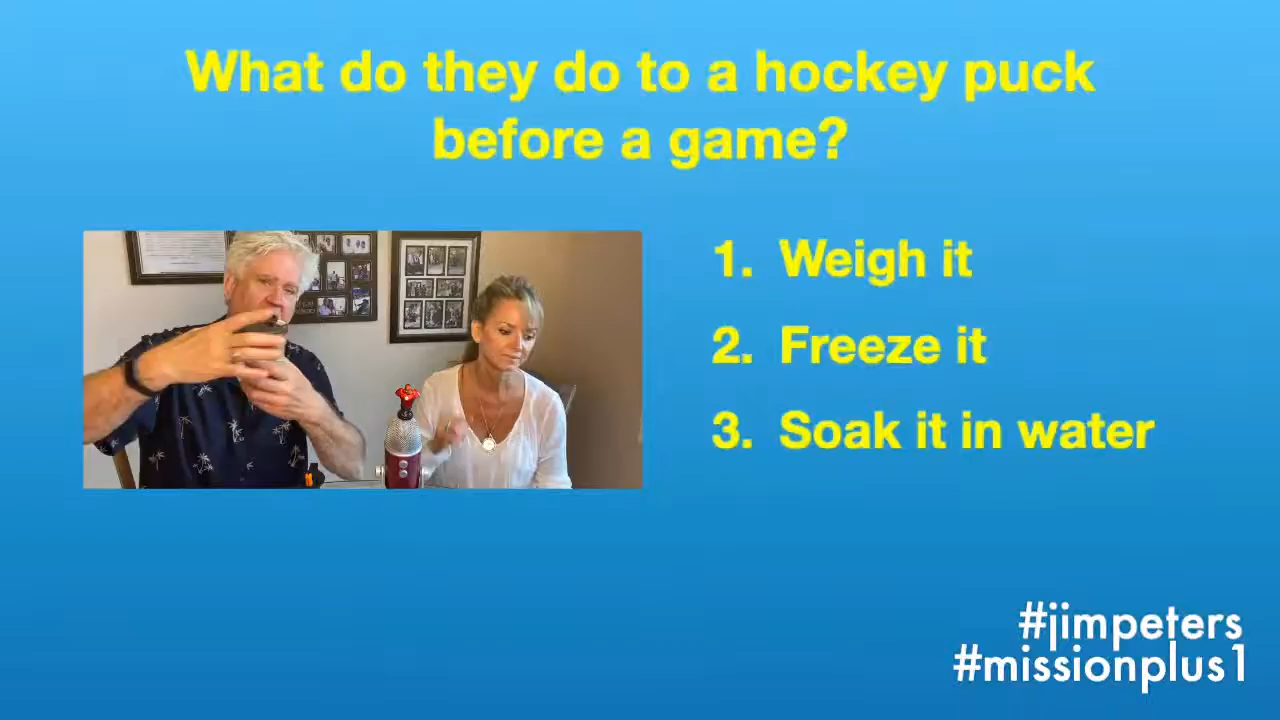 What do they do to a hockey puck
before a game?
1. Weigh it
2. Freeze it
3. Soak it in water
#jimpeters
#missionplus1